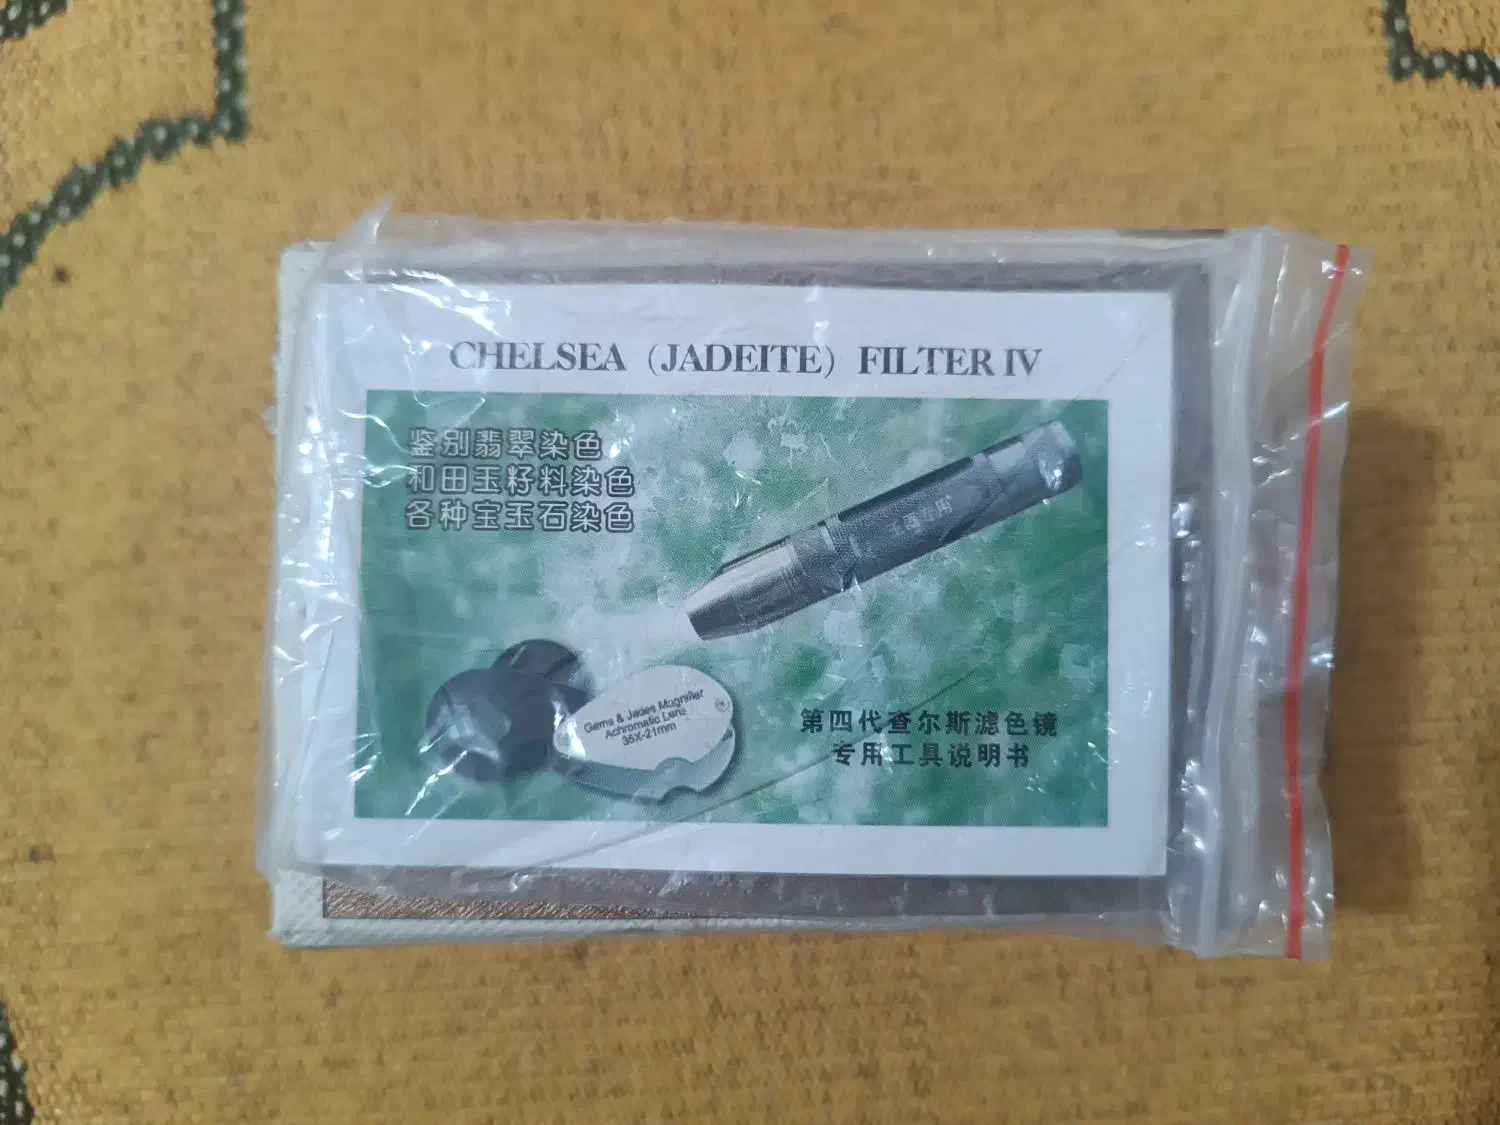 CHELSEA（JADEITE）FILTER IV
鉴别翡翠染色
和田玉籽料染色
各种宝玉石染色
专用
Gems & Jades Magnifier
Achromatic Lens
35X-21mm
第四代查尔斯滤色镜
专用工具说明书